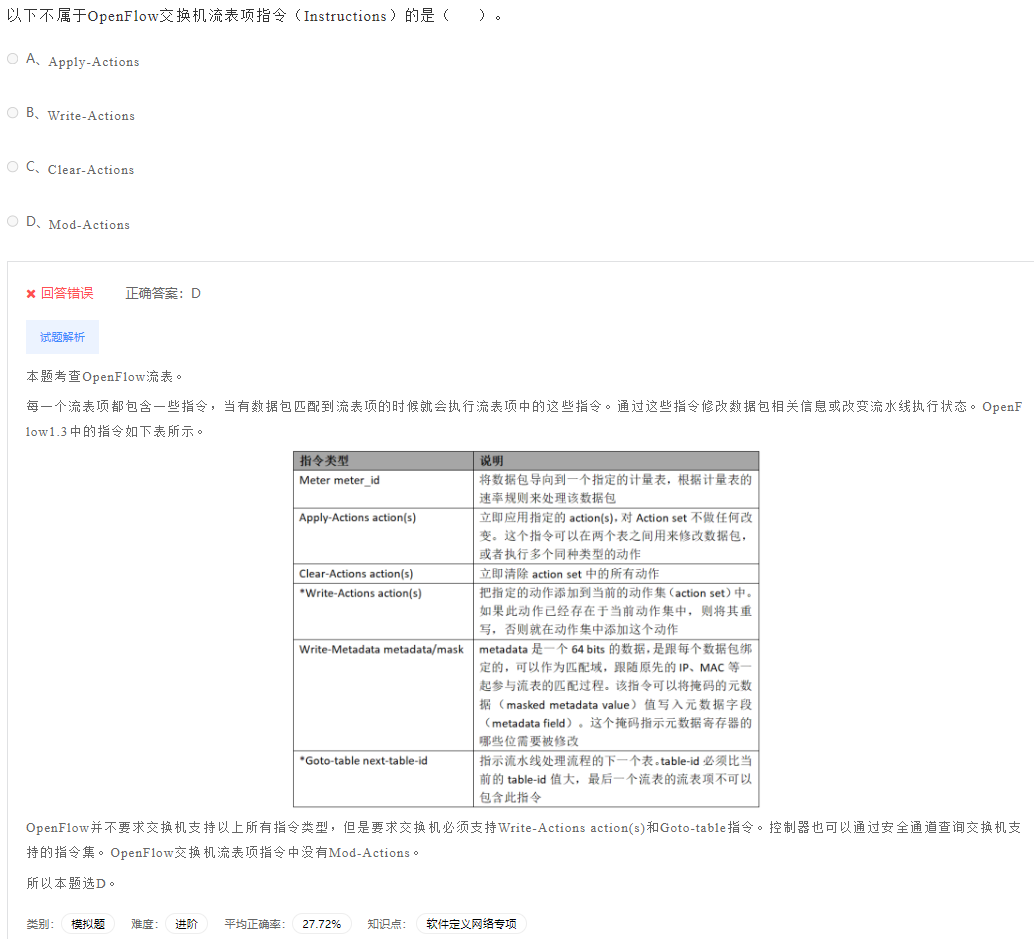 以下不属于OpenFlow交换机流表项指令（Instructions）的是（　　）。
A、Apply-Actions
B、Write-Actions
C、Clear-Actions
D、Mod-Actions
回答错误 正确答案：D
试题解析
本题考查OpenFlow流表。
每一个流表项都包含一些指令，当有数据包匹配到流表项的时候就会执行流表项中的这些指令。通过这些指令修改数据包相关信息或改变流水线执行状态。OpenF
low1.3中的指令如下表所示。
指令类型 说明
Meter meter_id 将数据包导向到一个指定的计量表，根据计量表的
速率规则来处理该数据包
Apply-Actions action(s) 立即应用指定的 action(s)，对 Action set 不做任何改
变。这个指令可以在两个表之间用来修改数据包，
或者执行多个同种类型的动作
Clear-Actions action(s) 立即清除 action set 中的所有动作
*Write-Actions action(s) 把指定的动作添加到当前的动作集（action set）中。
如果此动作已经存在于当前动作集中，则将其重
写，否则就在动作集中添加这个动作
Write-Metadata metadata/mask metadata 是一个 64 bits 的数据，是跟每个数据包绑
定的，可以作为匹配域，跟随原先的 IP、MAC 等一
起参与流表的匹配过程。该指令可以将掩码的元数
据（masked metadata value）值写入元数据字段
（metadata field）。这个掩码指示元数据寄存器的
哪些位需要被修改
*Goto-table next-table-id 指示流水线处理流程的下一个表。table-id 必须比当
前的 table-id 值大，最后一个流表的流表项不可以
包含此指令
OpenFlow并不要求交换机支持以上所有指令类型，但是要求交换机必须支持Write-Actions action(s)和Goto-table指令。控制器也可以通过安全通道查询交换机支
持的指令集。OpenFlow交换机流表项指令中没有Mod-Actions。
所以本题选D。
类别： 模拟题 难度： 进阶 平均正确率： 27.72% 知识点： 软件定义网络专项